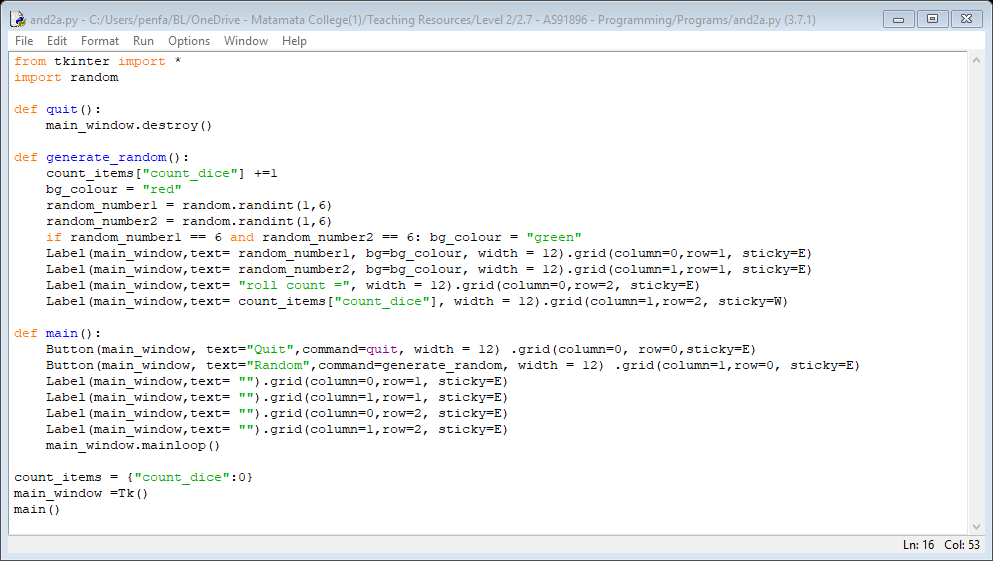 and2a.py - C:/Users/penfa/BL/OneDrive - Matamata College(1)/Teaching Resources/Level 2/2.7 - AS91896 - Programming/Programs/and2a.py (3.7.1)
File Edit Format Run Options Window Help
from tkinter import *
import random

def quit():
    main_window.destroy()

def generate_random():
    count_items["count_dice"] +=1
    bg_colour = "red"
    random_number1 = random.randint(1,6)
    random_number2 = random.randint(1,6)
    if random_number1 == 6 and random_number2 == 6: bg_colour = "green"
    Label(main_window,text= random_number1, bg=bg_colour, width = 12).grid(column=0,row=1, sticky=E)
    Label(main_window,text= random_number2, bg=bg_colour, width = 12).grid(column=1,row=1, sticky=E)
    Label(main_window,text= "roll count =", width = 12).grid(column=0,row=2, sticky=E)
    Label(main_window,text= count_items["count_dice"], width = 12).grid(column=1,row=2, sticky=W)

def main():
    Button(main_window, text="Quit",command=quit, width = 12) .grid(column=0, row=0,sticky=E)
    Button(main_window, text="Random",command=generate_random, width = 12) .grid(column=1,row=0, sticky=E)
    Label(main_window,text= "").grid(column=0,row=1, sticky=E)
    Label(main_window,text= "").grid(column=1,row=1, sticky=E)
    Label(main_window,text= "").grid(column=0,row=2, sticky=E)
    Label(main_window,text= "").grid(column=1,row=2, sticky=E)
    main_window.mainloop()

count_items = {"count_dice":0}
main_window =Tk()
main()
Ln: 16 Col: 53